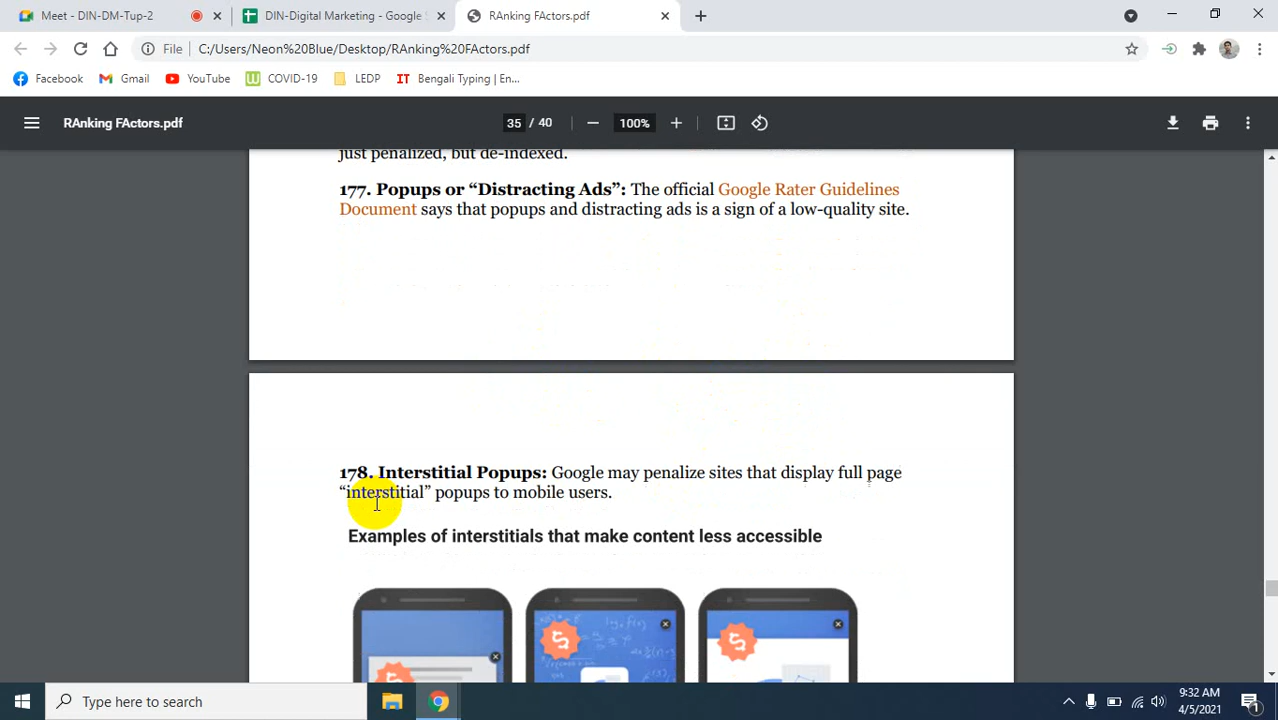 Meet - DIN-DM-Tup-2
DIN-Digital Marketing - Google S
RAnking FActors.pdf
File
C:/Users/Neon%20Blue/Desktop/RAnking%20FActors.pdf
Facebook
Gmail
YouTube
COVID-19
LEDP
IT Bengali Typing | En...
RAnking FActors.pdf
35 / 40
100%
just penalized, but de-indexed.
177. Popups or “Distracting Ads”: The official Google Rater Guidelines
Document says that popups and distracting ads is a sign of a low-quality site.
178. Interstitial Popups: Google may penalize sites that display full page
“interstitial” popups to mobile users.
Examples of interstitials that make content less accessible
Type here to search
9:32 AM
4/5/2021